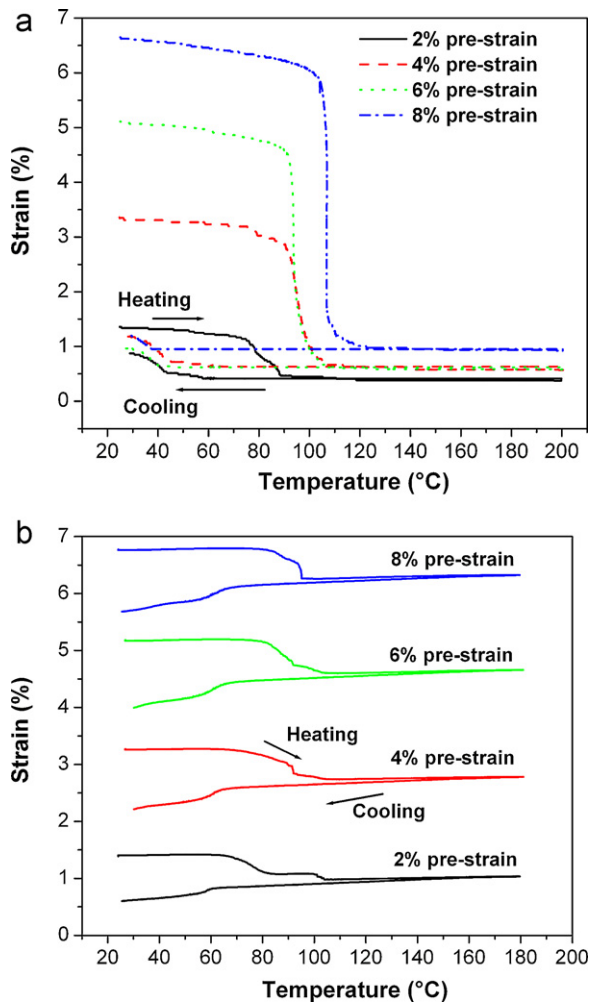 a
7
6
5
4
3
2
1
0
Strain (%)
2% pre-strain
4% pre-strain
6% pre-strain
8% pre-strain
Heating
Cooling
20 40 60 80 100 120 140 160 180 200
Temperature (°C)
b
7
6
5
4
3
2
1
0
Strain (%)
8% pre-strain
6% pre-strain
Heating
4% pre-strain
Cooling
2% pre-strain
20 40 60 80 100 120 140 160 180 200
Temperature (°C)